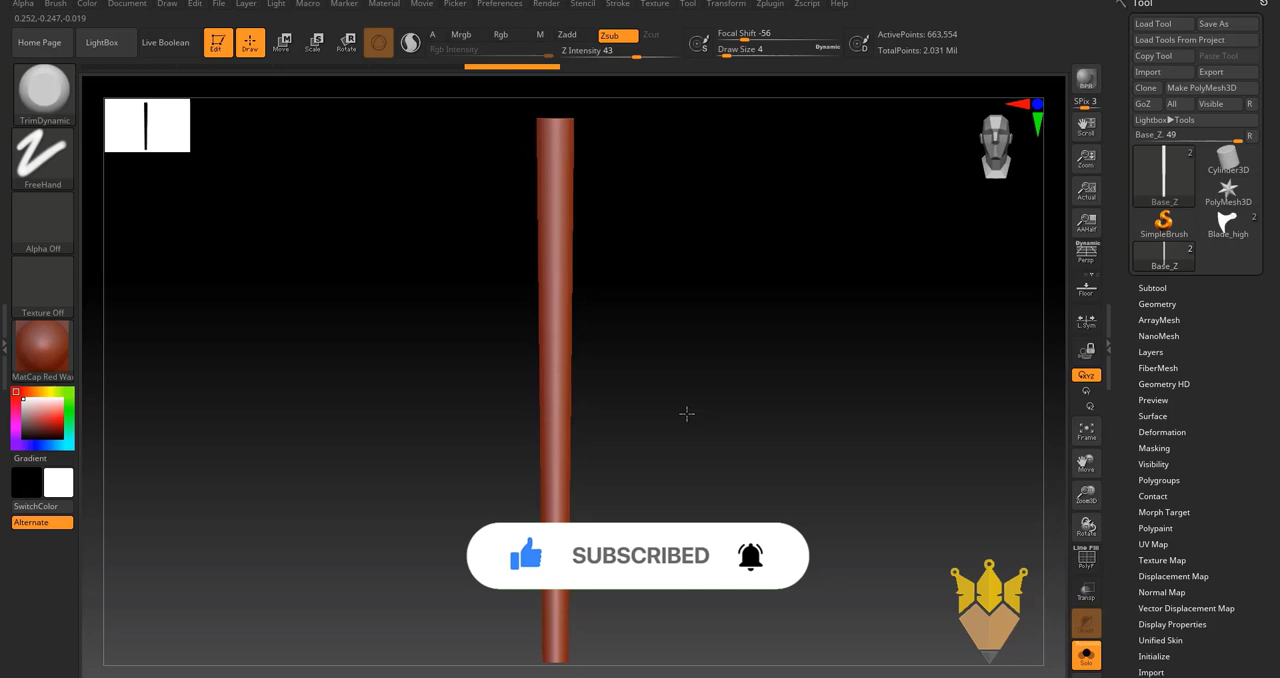 Alpha Brush Color Document Draw Edit File Layer Light Macro Marker Material Movie Picker Preferences Render Stencil Stroke Texture Tool Transform Zplugin Zscript Help
Tool
0.252,-0.247,-0.019
Home Page
LightBox
Live Boolean
Edit
Draw
Move
Scale
Rotate
A Mrgb Rgb M Zadd Zsub Zcut
Rgb Intensity
Z Intensity 43
Focal Shift -56
Draw Size 4
Dynamic
S
D
ActivePoints: 663,554
TotalPoints: 2.031 Mil
Load Tool
Save As
Load Tools From Project
Copy Tool
Paste Tool
Import
Export
Clone
Make PolyMesh3D
GoZ
All
Visible
R
Lightbox▶Tools
Base_Z. 49
R
2
Base_Z
Cylinder3D
PolyMesh3D
SimpleBrush
2
Blade_high
2
Base_Z
Subtool
Geometry
ArrayMesh
NanoMesh
Layers
FiberMesh
Geometry HD
Preview
Surface
Deformation
Masking
Visibility
Polygroups
Contact
Morph Target
Polypaint
UV Map
Texture Map
Displacement Map
Normal Map
Vector Displacement Map
Display Properties
Unified Skin
Initialize
Import
BPR
SPix 3
Scroll
Zoom
Actual
AAHalf
Dynamic
Persp
Floor
L.Sym
XYZ
Frame
Move
Zoom3D
Rotate
Line Fill
PolyF
Transp
Solo
TrimDynamic
FreeHand
Alpha Off
Texture Off
MatCap Red Wax
Gradient
SwitchColor
Alternate
SUBSCRIBED